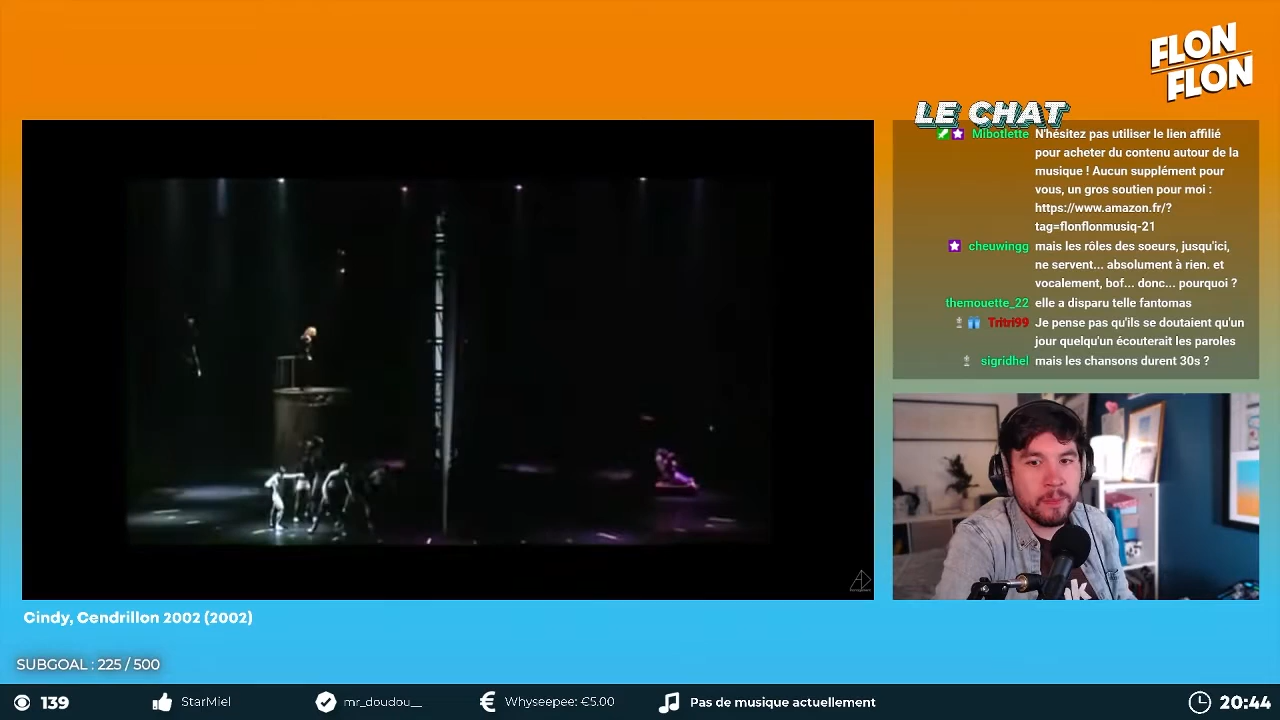 FLON
FLON
LE CHAT
Mibotlette N'hésitez pas utiliser le lien affilié
pour acheter du contenu autour de la
musique ! Aucun supplément pour
vous, un gros soutien pour moi :
https://www.amazon.fr/?
tag=flonflonmusiq-21
cheuwingg mais les rôles des soeurs, jusqu'ici,
ne servent... absolument à rien. et
vocalement, bof... donc... pourquoi ?
themouette_22 elle a disparu telle fantomas
Tritri99 Je pense pas qu'ils se doutaient qu'un
jour quelqu'un écouterait les paroles
sigridhel mais les chansons durent 30s ?
Cindy, Cendrillon 2002 (2002)
SUBGOAL : 225 / 500
139 StarMiel mr_doudou__ € Whyseepee: €5.00 Pas de musique actuellement 20:44